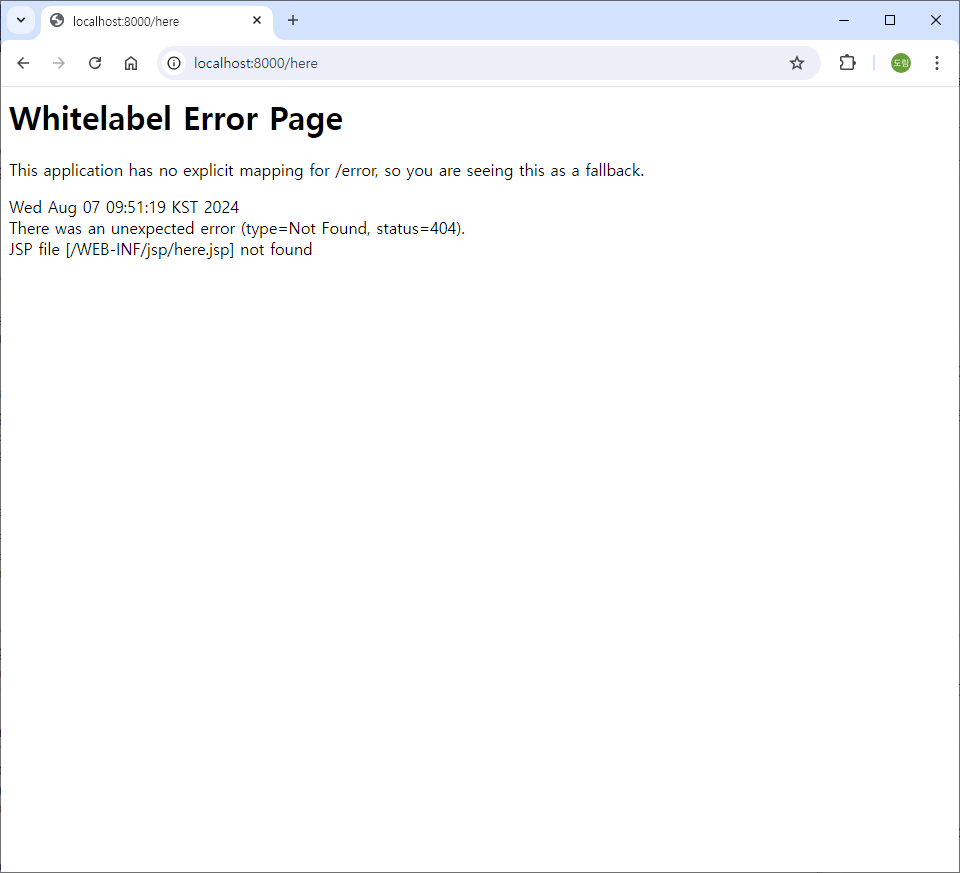 localhost:8000/here
localhost:8000/here
도림
Whitelabel Error Page
This application has no explicit mapping for /error, so you are seeing this as a fallback.
Wed Aug 07 09:51:19 KST 2024
There was an unexpected error (type=Not Found, status=404).
JSP file [/WEB-INF/jsp/here.jsp] not found